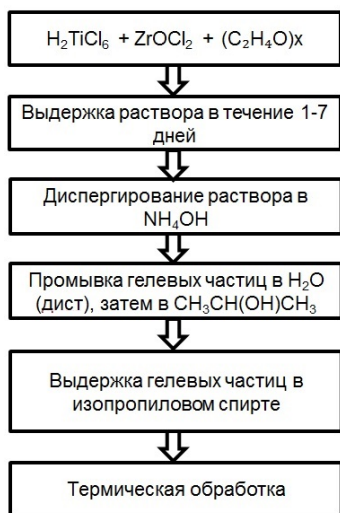 H₂TiCl₆ + ZrOCl₂ + (C₂H₄O)x
Выдержка раствора в течение 1-7
дней
Диспергирование раствора в
NH₄OH
Промывка гелевых частиц в H₂O
(дист), затем в CH₃CH(OH)CH₃
Выдержка гелевых частиц в
изопропиловом спирте
Термическая обработка